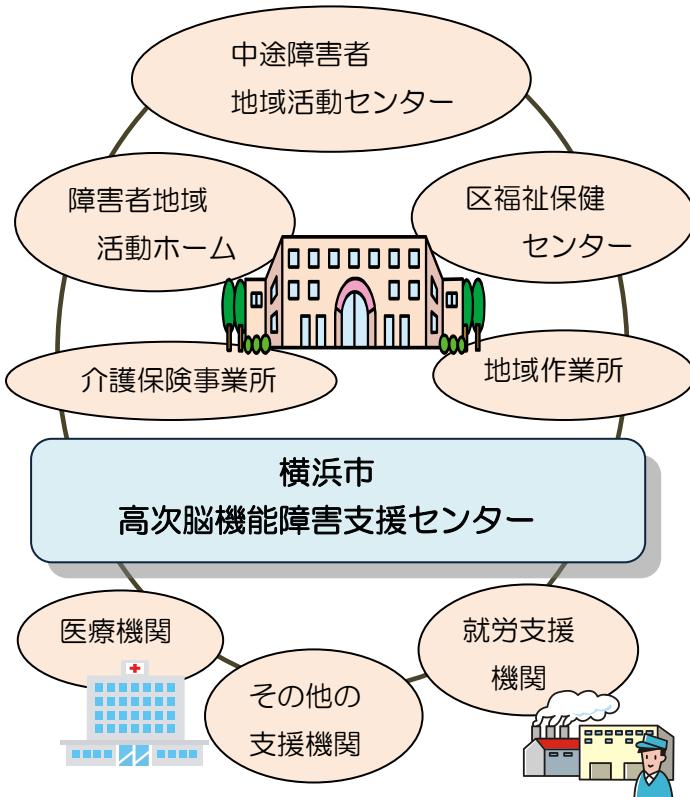 中途障害者
地域活動センター
障害者地域
活動ホーム
区福祉保健
センター
介護保険事業所
地域作業所
横浜市
高次脳機能障害支援センター
医療機関
就労支援
機関
その他の
支援機関